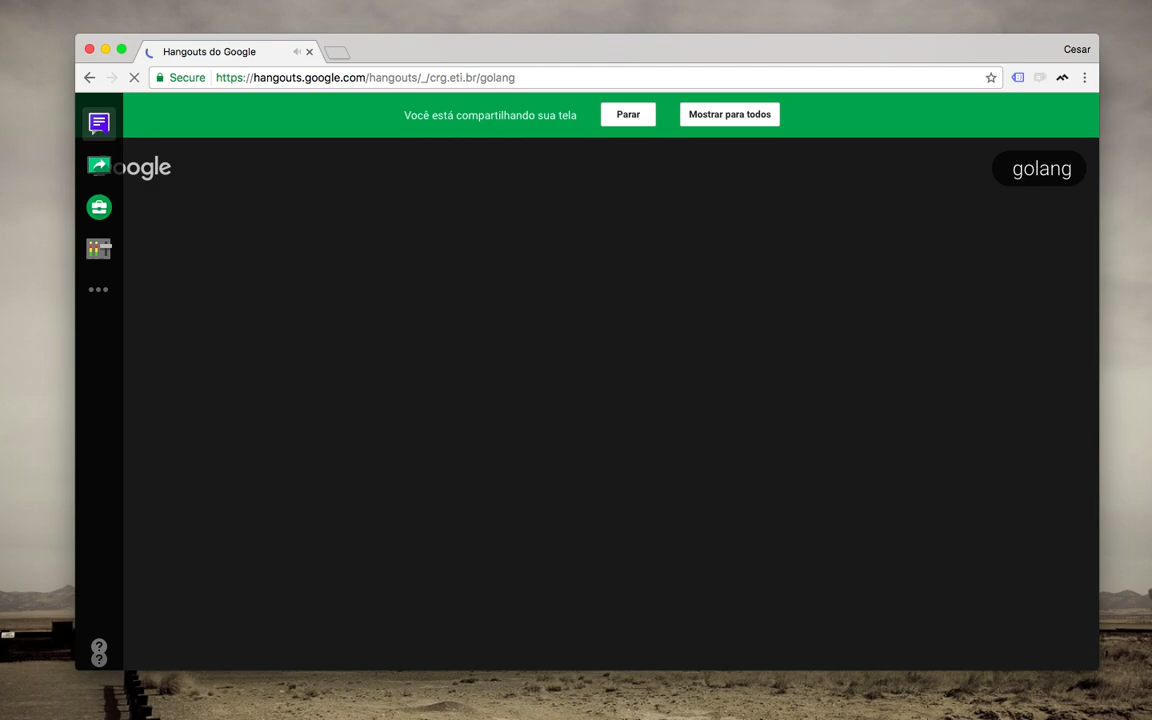 Hangouts do Google
Cesar
Secure https://hangouts.google.com/hangouts/_/crg.eti.br/golang
Você está compartilhando sua tela Parar Mostrar para todos
oogle
golang
?
?